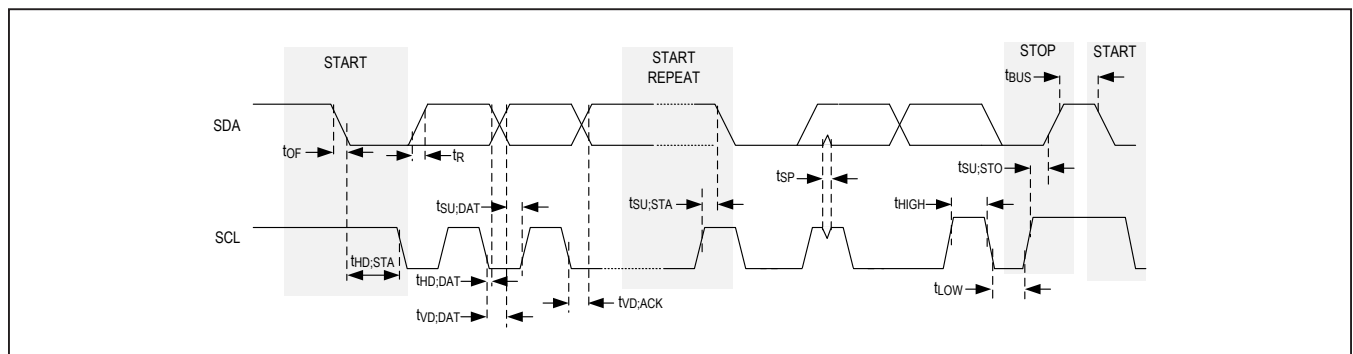 START
START
REPEAT
STOP
START
tBUS
SDA
tOF
tR
tSP
tSU;STO
tSU;DAT
tSU;STA
tHIGH
SCL
tHD;STA
tHD;DAT
tLOW
tVD;ACK
tVD;DAT